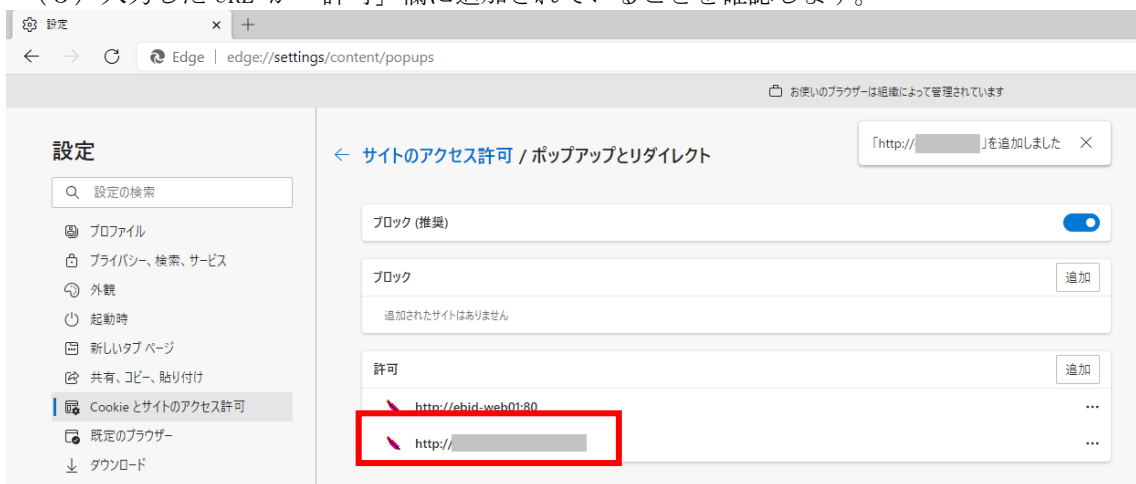 設定
Edge
edge://settings/content/popups
お使いのブラウザーは組織によって管理されています
設定
設定の検索
プロファイル
プライバシー、検索、サービス
外観
起動時
新しいタブ ページ
共有、コピー、貼り付け
Cookie とサイトのアクセス許可
既定のブラウザー
ダウンロード
サイトのアクセス許可 / ポップアップとリダイレクト
「http:// 」を追加しました
ブロック (推奨)
ブロック
追加
追加されたサイトはありません
許可
追加
http://ebid-web01:80
http://